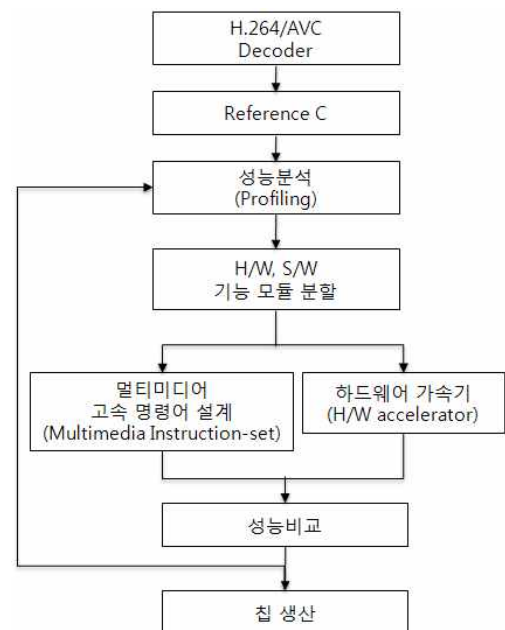 H.264/AVC
Decoder
Reference C
성능분석
(Profiling)
H/W, S/W
기능 모듈 분할
멀티미디어
고속 명령어 설계
(Multimedia Instruction-set)
하드웨어 가속기
(H/W accelerator)
성능비교
칩 생산